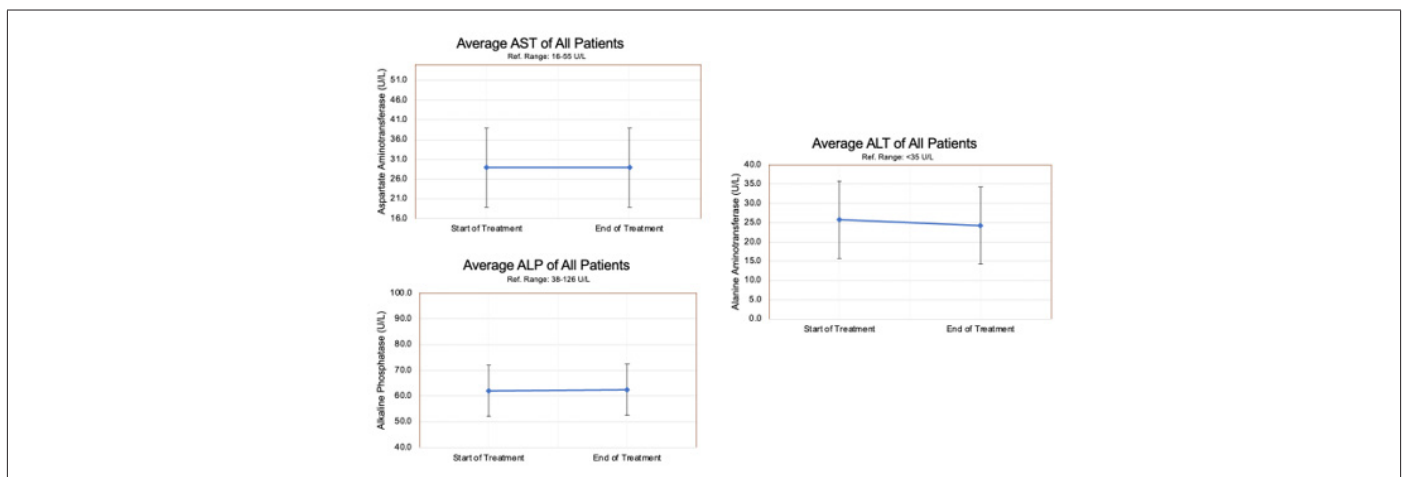 Average AST of All Patients
Ref. Range: 16-55 U/L
Aspartate Aminotransferase (U/L)
51.0
46.0
41.0
36.0
31.0
26.0
21.0
16.0
Start of Treatment
End of Treatment
Average ALP of All Patients
Ref. Range: 38-126 U/L
Alkaline Phosphatase (U/L)
100.0
90.0
80.0
70.0
60.0
50.0
40.0
Start of Treatment
End of Treatment
Average ALT of All Patients
Ref. Range: <35 U/L
Alanine Aminotransferase (U/L)
40.0
35.0
30.0
25.0
20.0
15.0
10.0
5.0
0.0
Start of Treatment
End of Treatment